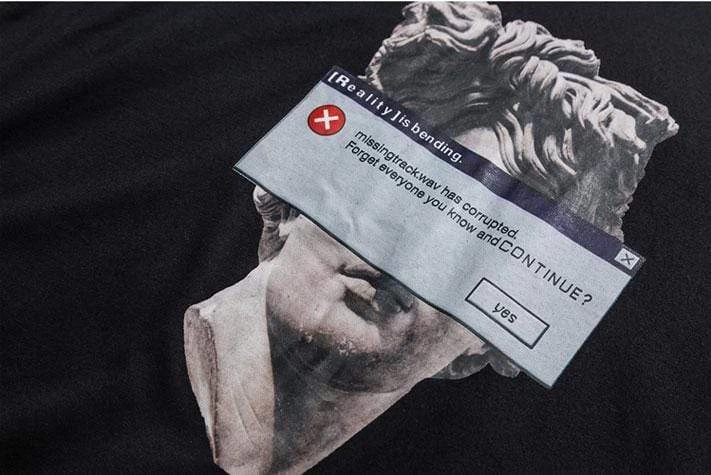 [Reality] is bending.
missingtrack.wav has corrupted.
Forget everyone you know and CONTINUE?
yes